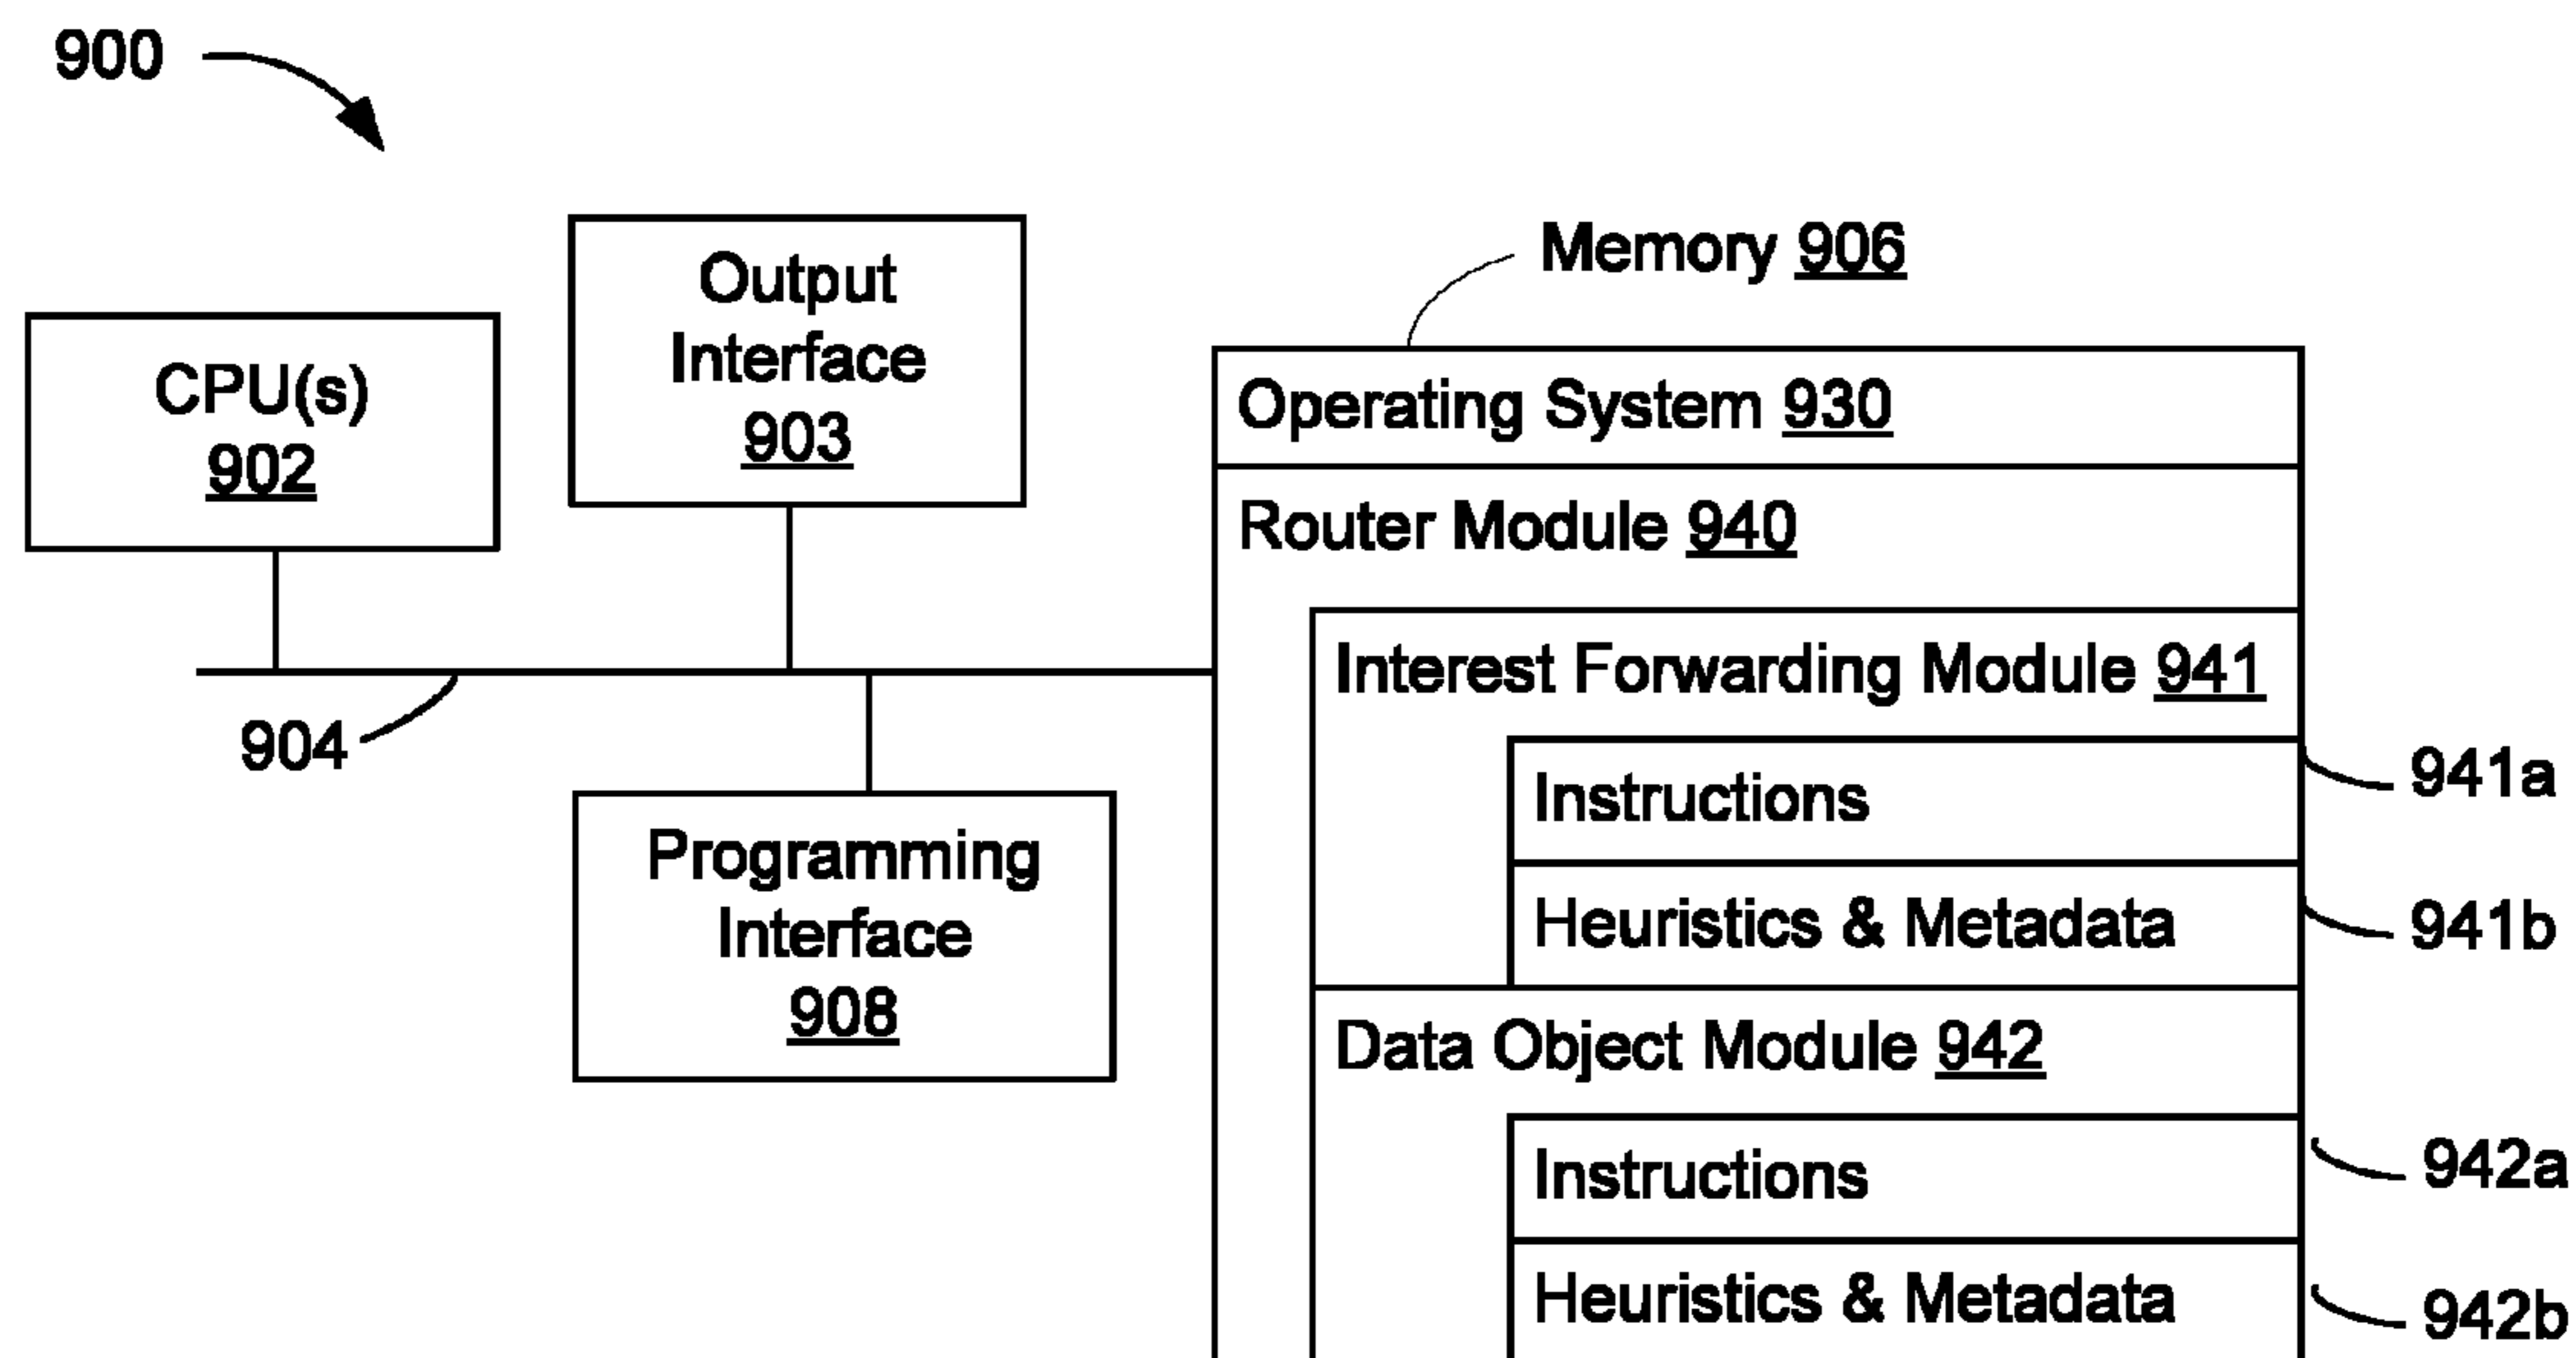 900
Output
Interface
903
CPU(s)
902
Memory 906
Operating System 930
Router Module 940
Interest Forwarding Module 941
904
Instructions
941a
Programming
Interface
908
Heuristics & Metadata
941b
Data Object Module 942
Instructions
942a
Heuristics & Metadata
942b